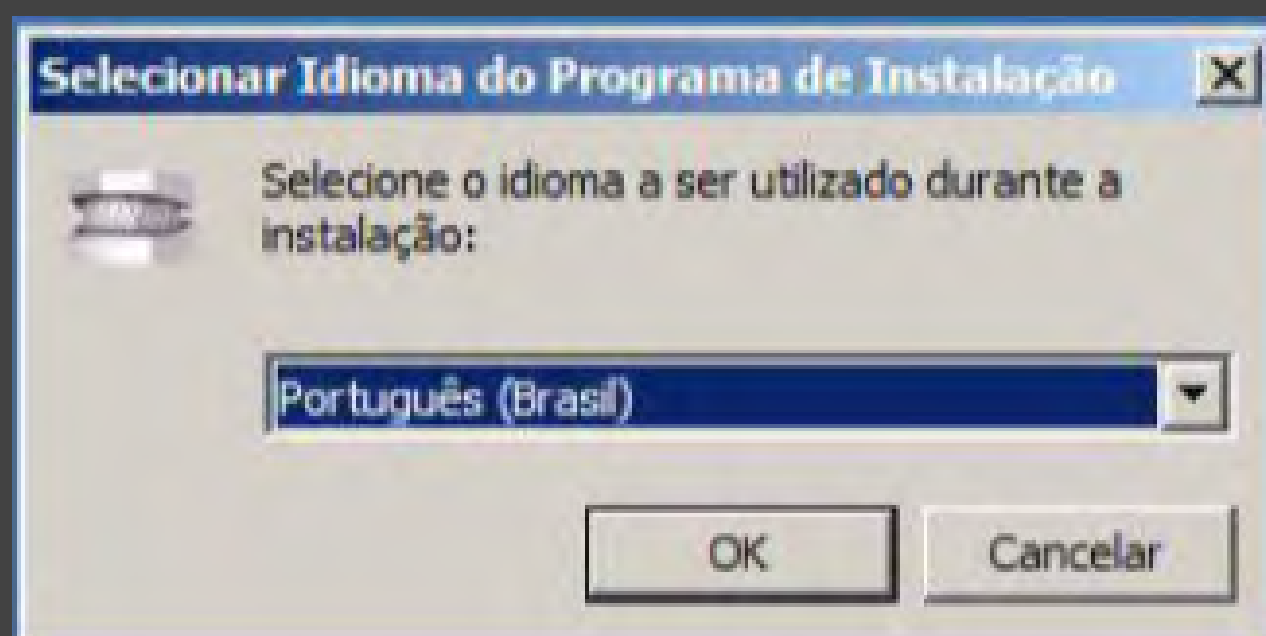 Selecionar Idioma do Programa de Instalação
Selecione o idioma a ser utilizado durante a
instalação:
Português (Brasil)
OK
Cancelar